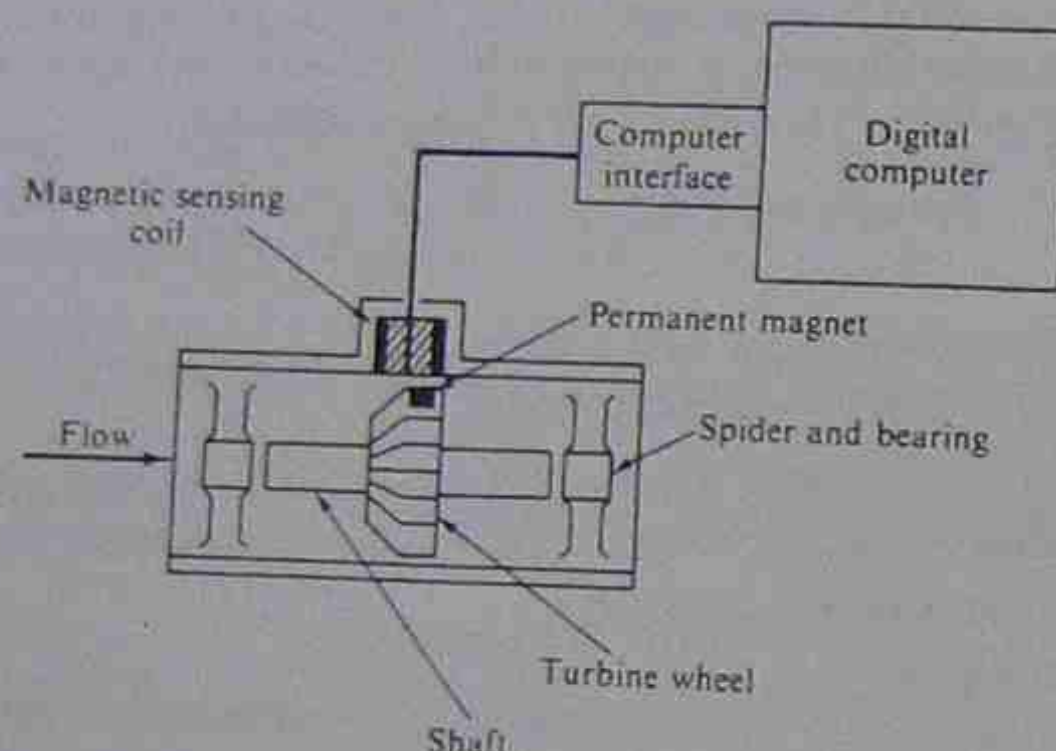 Computer
interface
Digital
computer
Magnetic sensing
coil
Permanent magnet
Flow
Spider and bearing
Turbine wheel
Shaft